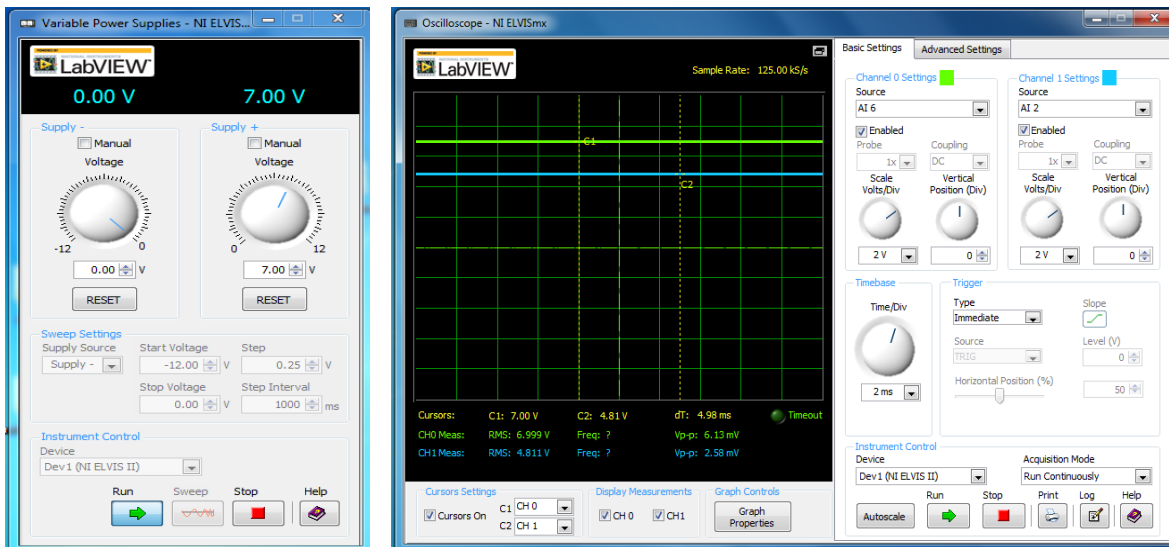 Variable Power Supplies - NI ELVIS...
LabVIEW
0.00 V 7.00 V
Supply - Supply +
Manual Manual
Voltage Voltage
-12 0 0 12
0.00 V 7.00 V
RESET RESET
Sweep Settings
Supply Source Start Voltage Step
Supply - -12.00 V 0.25 V
Stop Voltage Step Interval
0.00 V 1000 ms
Instrument Control
Device
Dev1 (NI ELVIS II)
Run Sweep Stop Help
Oscilloscope - NI ELVISmx
LabVIEW
Sample Rate: 125.00 kS/s
C1
C2
Cursors: C1: 7.00 V C2: 4.81 V dT: 4.98 ms Timeout
CH0 Meas: RMS: 6.999 V Freq: ? Vp-p: 6.13 mV
CH1 Meas: RMS: 4.811 V Freq: ? Vp-p: 2.58 mV
Cursors Settings
Cursors On
C1 CH 0
C2 CH 1
Display Measurements
CH 0 CH1
Graph Controls
Graph
Properties
Basic Settings Advanced Settings
Channel 0 Settings
Source
AI 6
Enabled
Probe Coupling
1x DC
Scale Vertical
Volts/Div Position (Div)
2 V 0
Channel 1 Settings
Source
AI 2
Enabled
Probe Coupling
1x DC
Scale Vertical
Volts/Div Position (Div)
2 V 0
Timebase
Time/Div
2 ms
Trigger
Type Slope
Immediate
Source Level (V)
TRIG 0
Horizontal Position (%)
50
Instrument Control
Device Acquisition Mode
Dev1 (NI ELVIS II) Run Continuously
Run Stop Print Log Help
Autoscale